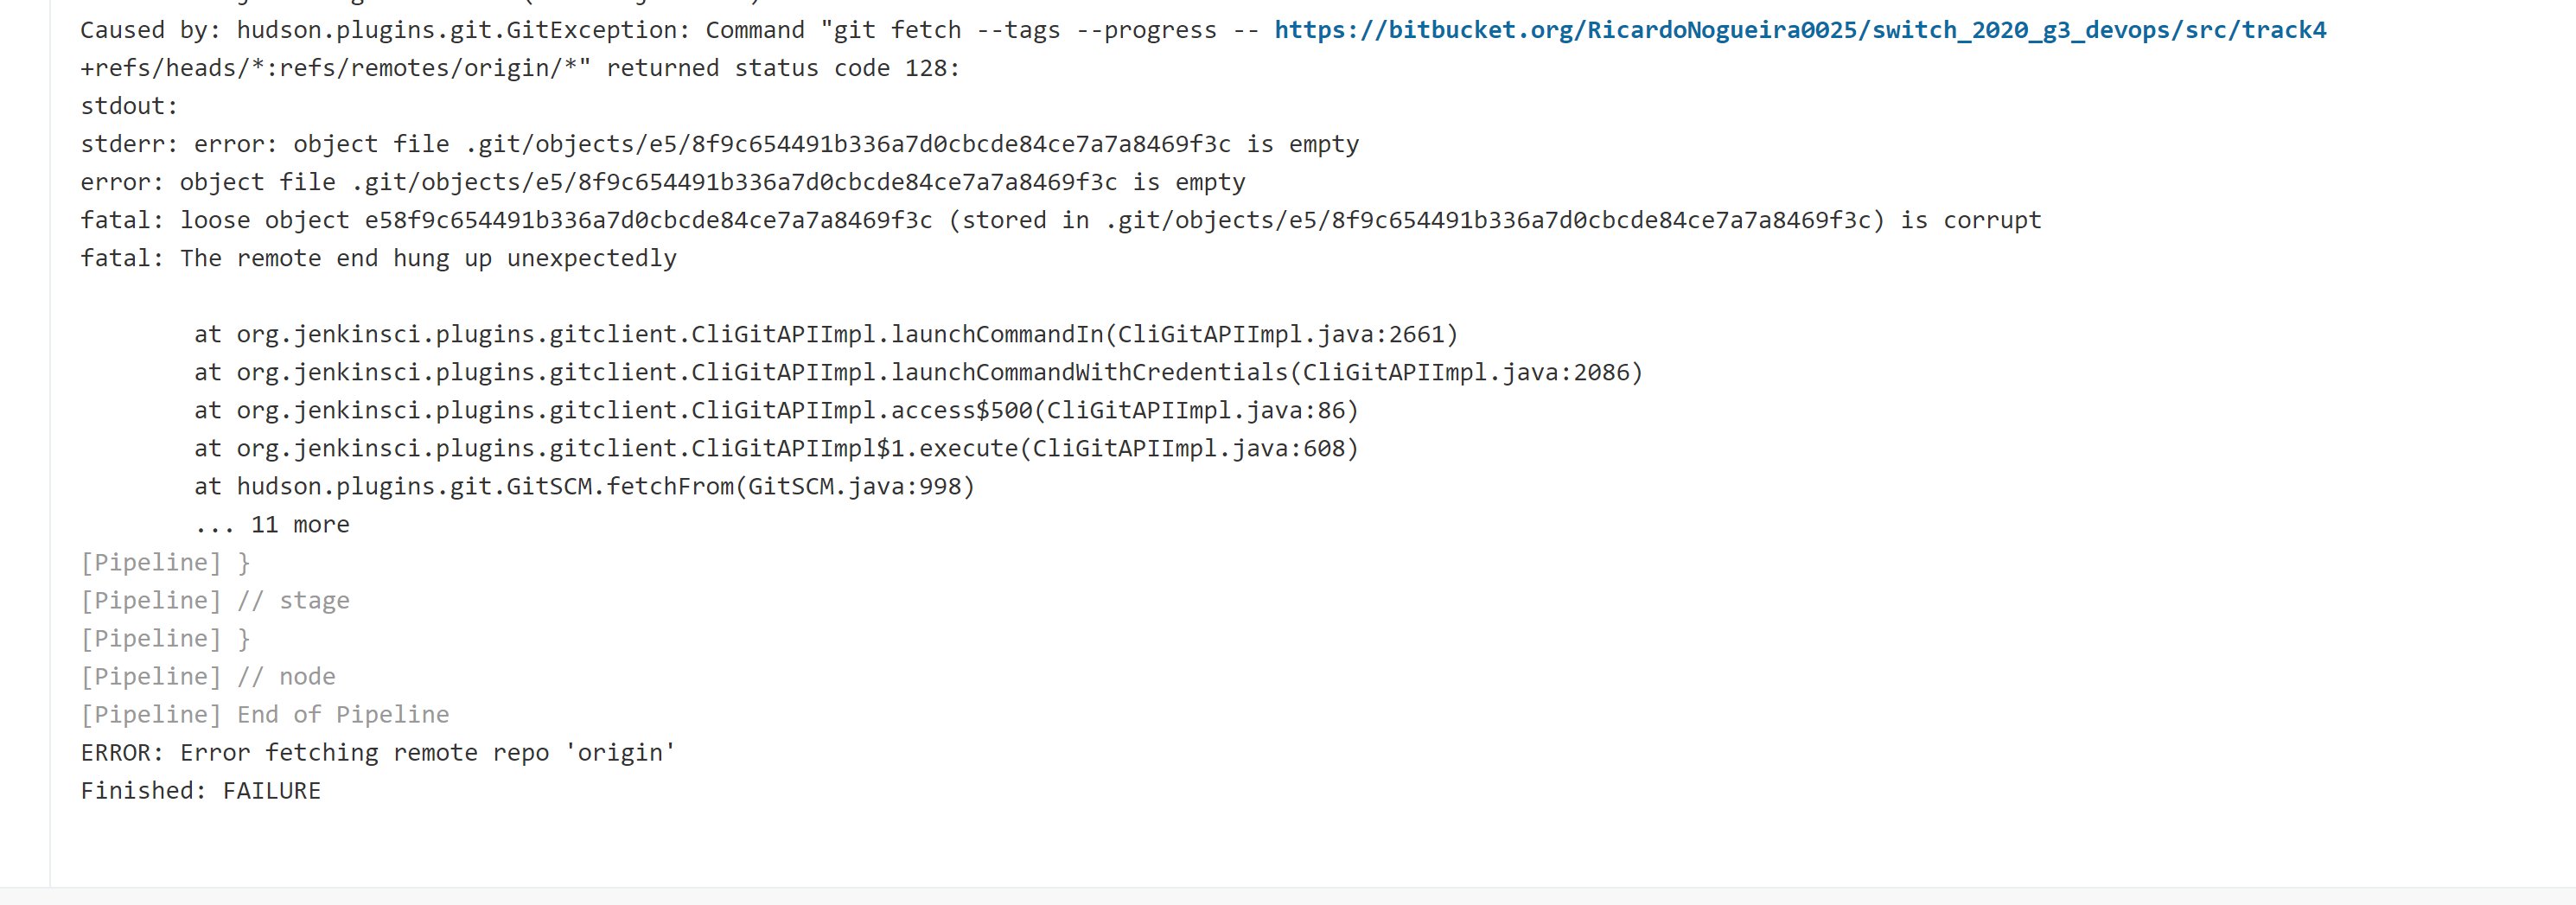 Caused by: hudson.plugins.git.GitException: Command "git fetch --tags --progress -- https://bitbucket.org/RicardoNogueira0025/switch_2020_g3_devops/src/track4
+refs/heads/*:refs/remotes/origin/*" returned status code 128:
stdout:
stderr: error: object file .git/objects/e5/8f9c654491b336a7d0cbcde84ce7a7a8469f3c is empty
error: object file .git/objects/e5/8f9c654491b336a7d0cbcde84ce7a7a8469f3c is empty
fatal: loose object e58f9c654491b336a7d0cbcde84ce7a7a8469f3c (stored in .git/objects/e5/8f9c654491b336a7d0cbcde84ce7a7a8469f3c) is corrupt
fatal: The remote end hung up unexpectedly
at org.jenkinsci.plugins.gitclient.CliGitAPIImpl.launchCommandIn(CliGitAPIImpl.java:2661)
at org.jenkinsci.plugins.gitclient.CliGitAPIImpl.launchCommandWithCredentials(CliGitAPIImpl.java:2086)
at org.jenkinsci.plugins.gitclient.CliGitAPIImpl.access$500(CliGitAPIImpl.java:86)
at org.jenkinsci.plugins.gitclient.CliGitAPIImpl$1.execute(CliGitAPIImpl.java:608)
at hudson.plugins.git.GitSCM.fetchFrom(GitSCM.java:998)
... 11 more
[Pipeline] }
[Pipeline] // stage
[Pipeline] }
[Pipeline] // node
[Pipeline] End of Pipeline
ERROR: Error fetching remote repo 'origin'
Finished: FAILURE